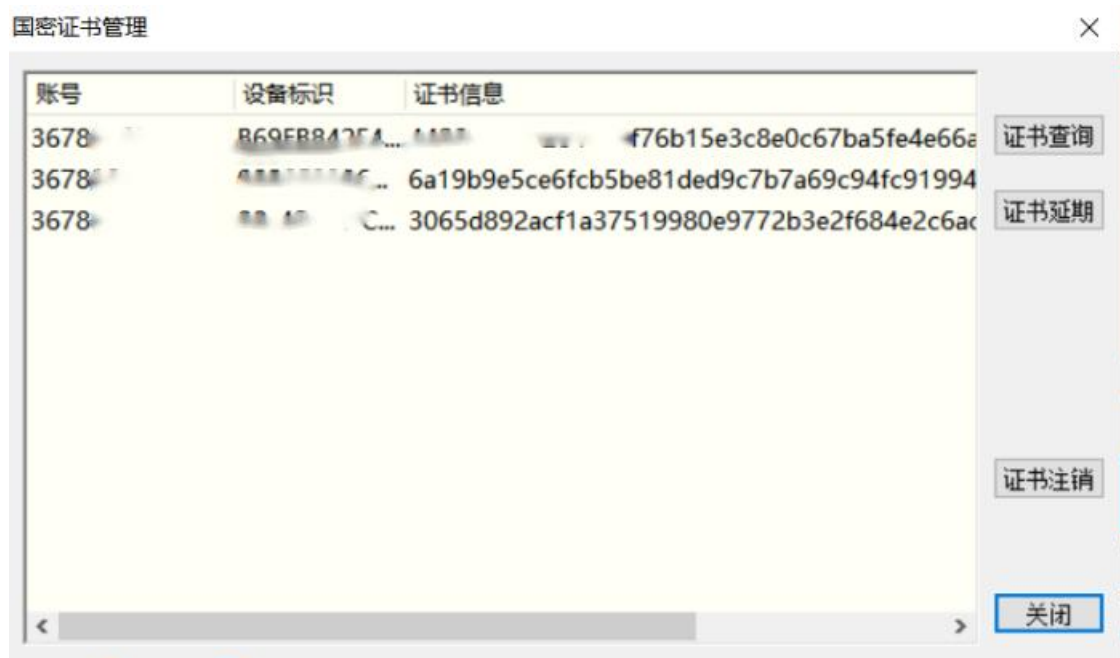 国密证书管理
账号 设备标识 证书信息
3678 B69EB842F4... f76b15e3c8e0c67ba5fe4e66a
3678 ... 6a19b9e5ce6fcb5be81ded9c7b7a69c94fc91994
3678 C... 3065d892acf1a37519980e9772b3e2f684e2c6ac
证书查询
证书延期
证书注销
关闭